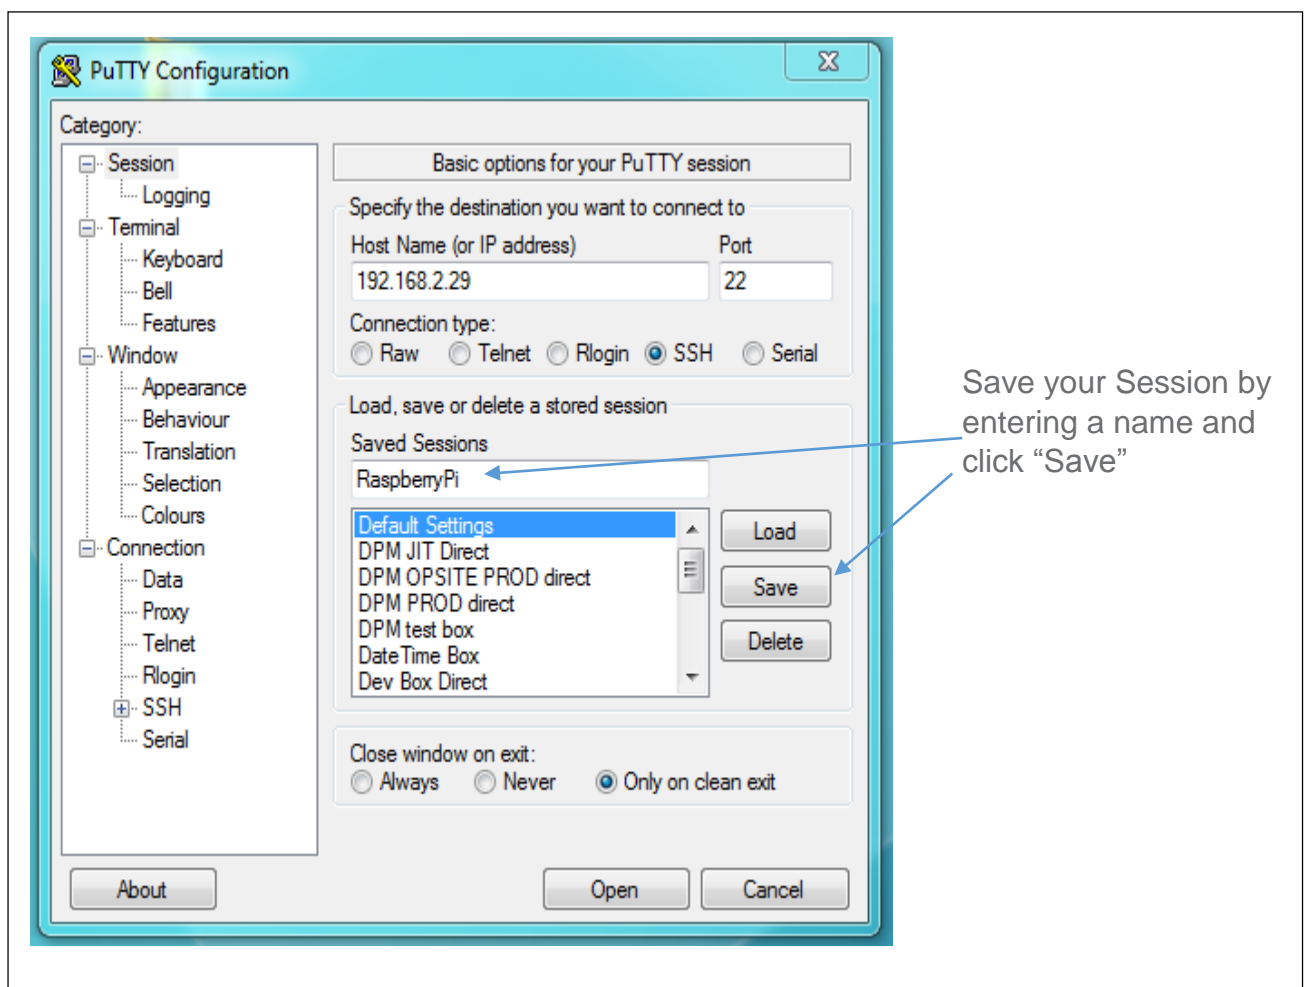 PuTTY Configuration
Category:
Session
Logging
Terminal
Keyboard
Bell
Features
Window
Appearance
Behaviour
Translation
Selection
Colours
Connection
Data
Proxy
Telnet
Rlogin
SSH
Serial
Basic options for your PuTTY session
Specify the destination you want to connect to
Host Name (or IP address) Port
192.168.2.29 22
Connection type:
Raw Telnet Rlogin SSH Serial
Load, save or delete a stored session
Saved Sessions
RaspberryPi
Default Settings
DPM JIT Direct
DPM OPSITE PROD direct
DPM PROD direct
DPM test box
DateTime Box
Dev Box Direct
Load
Save
Delete
Close window on exit:
Always Never Only on clean exit
About Open Cancel
Save your Session by
entering a name and
click “Save”